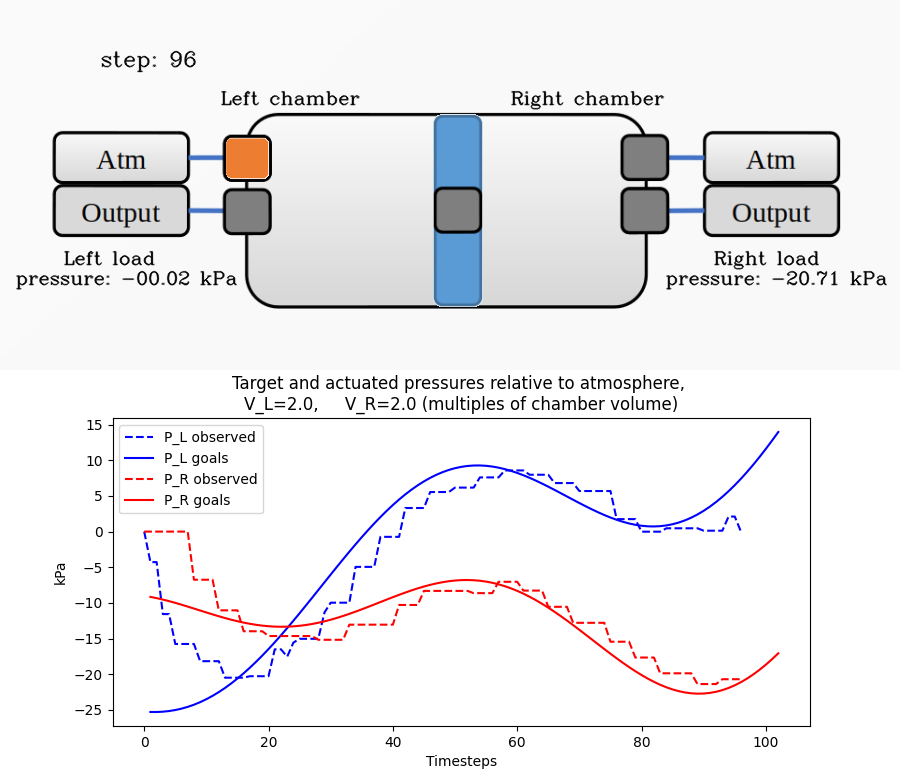 step: 96
Left chamber
Right chamber
Atm
Output
Atm
Output
Left load
pressure: -00.02 kPa
Right load
pressure: -20.71 kPa
Target and actuated pressures relative to atmosphere,
V_L=2.0, V_R=2.0 (multiples of chamber volume)
P_L observed
P_L goals
P_R observed
P_R goals
15
10
5
0
−5
−10
−15
−20
−25
kPa
0 20 40 60 80 100
Timesteps